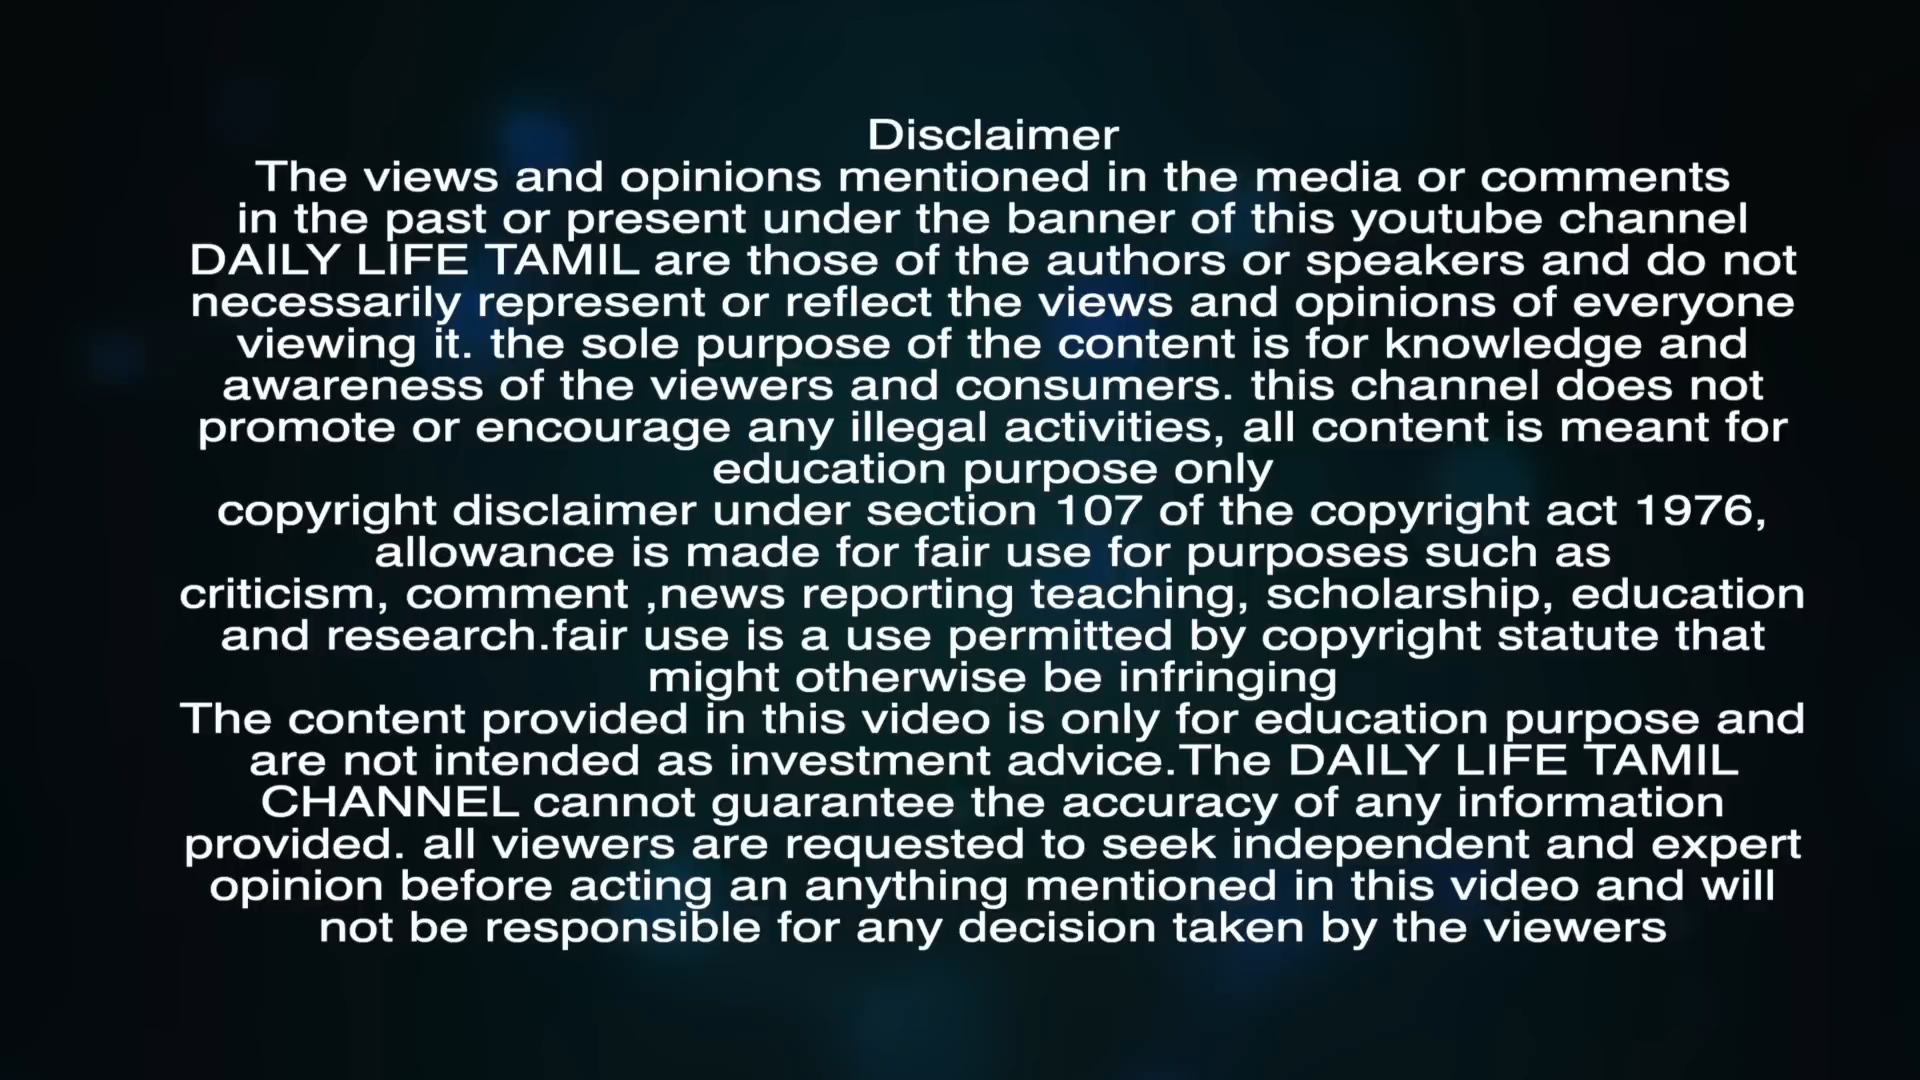 Disclaimer
The views and opinions mentioned in the media or comments
in the past or present under the banner of this youtube channel
DAILY LIFE TAMIL are those of the authors or speakers and do not
necessarily represent or reflect the views and opinions of everyone
viewing it. the sole purpose of the content is for knowledge and
awareness of the viewers and consumers. this channel does not
promote or encourage any illegal activities, all content is meant for
education purpose only
copyright disclaimer under section 107 of the copyright act 1976,
allowance is made for fair use for purposes such as
criticism, comment ,news reporting teaching, scholarship, education
and research.fair use is a use permitted by copyright statute that
might otherwise be infringing
The content provided in this video is only for education purpose and
are not intended as investment advice.The DAILY LIFE TAMIL
CHANNEL cannot guarantee the accuracy of any information
provided. all viewers are requested to seek independent and expert
opinion before acting an anything mentioned in this video and will
not be responsible for any decision taken by the viewers